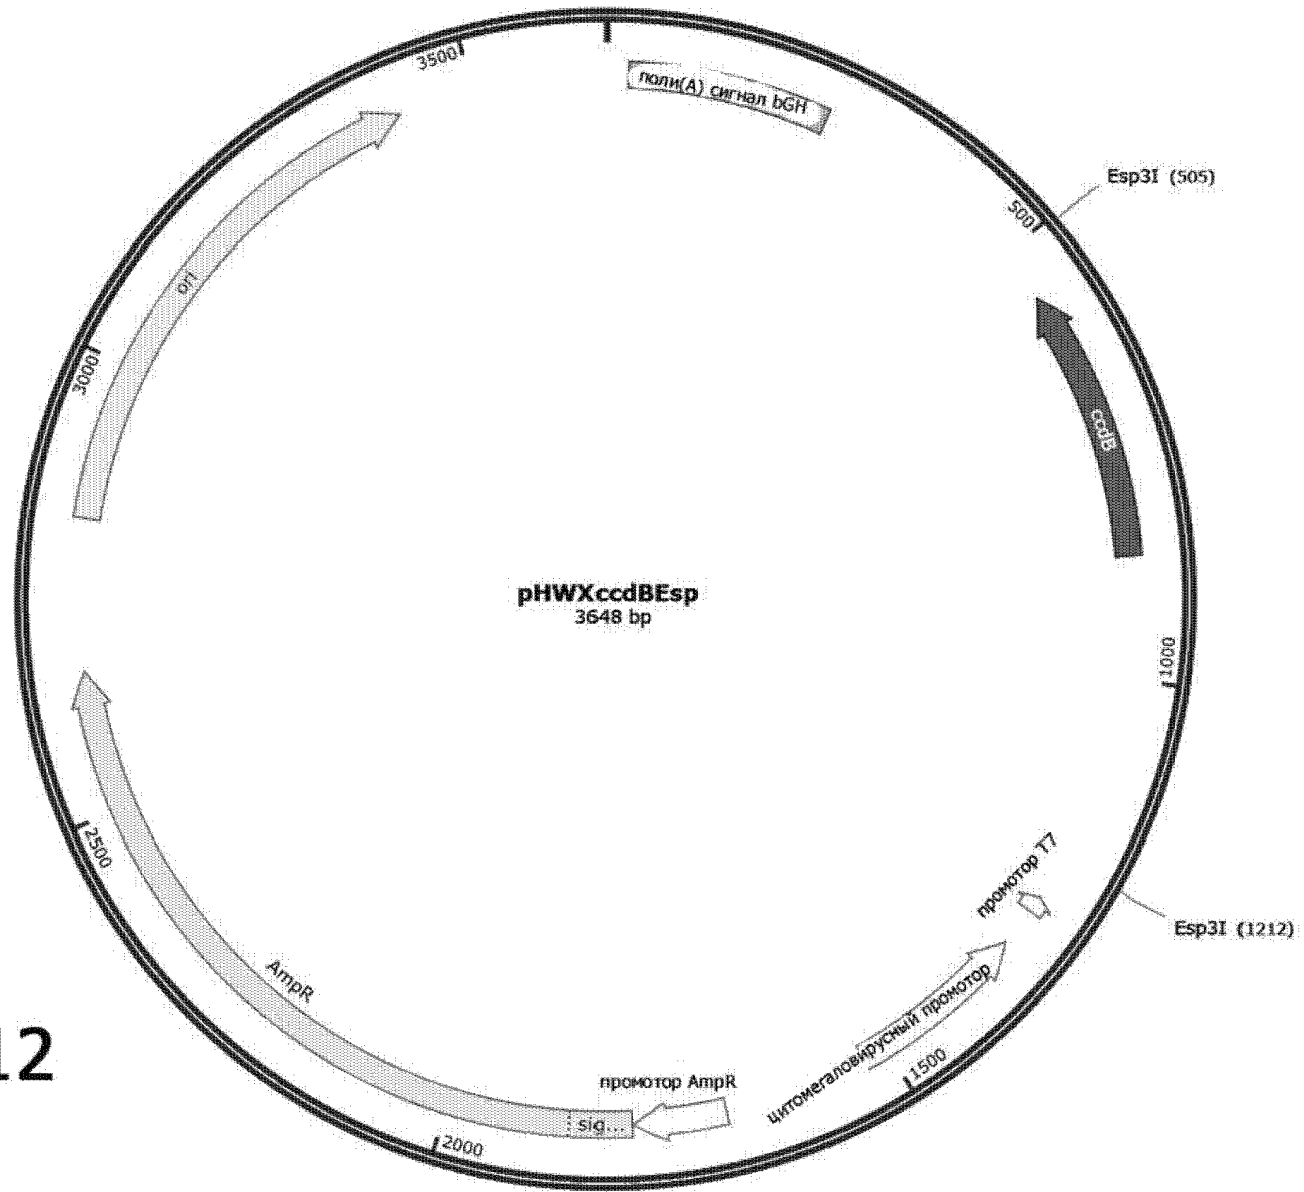 3500
поли(A) сигнал bGH
Esp3I (505)
500
ori
3000
ccdB
pHWXccdBEsp
3648 bp
1000
промотор T7
Esp3I (1212)
2500
AmpR
цитомегаловирусный промотор
1500
12
промотор AmpR
sig...
2000